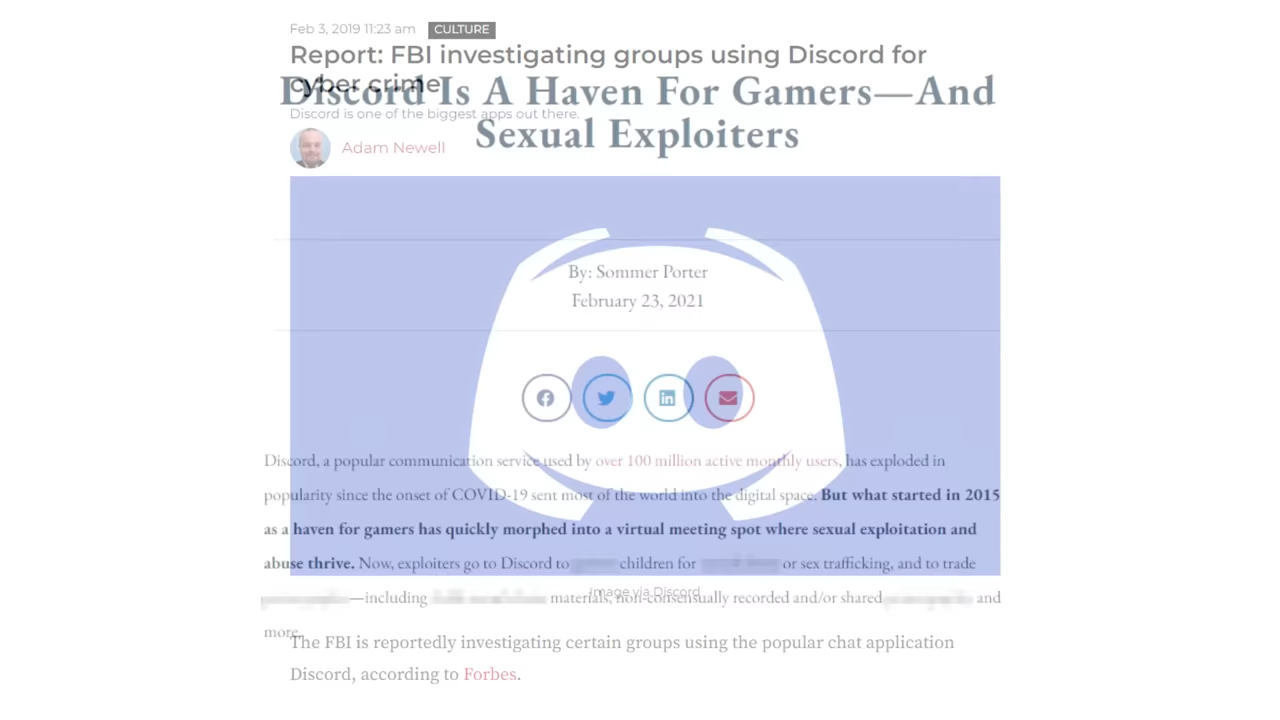 Feb 3, 2019 11:23 am CULTURE
Report: FBI investigating groups using Discord for
cyber crime
Discord is one of the biggest apps out there.
Adam Newell
Discord Is A Haven For Gamers—And
Sexual Exploiters
By: Sommer Porter
February 23, 2021
Discord, a popular communication service used by over 100 million active monthly users, has exploded in
popularity since the onset of COVID-19 sent most of the world into the digital space. But what started in 2015
as a haven for gamers has quickly morphed into a virtual meeting spot where sexual exploitation and
abuse thrive. Now, exploiters go to Discord to children for or sex trafficking, and to trade
—including materials, non-consensually recorded and/or shared and
more.
Image via Discord
The FBI is reportedly investigating certain groups using the popular chat application
Discord, according to Forbes.